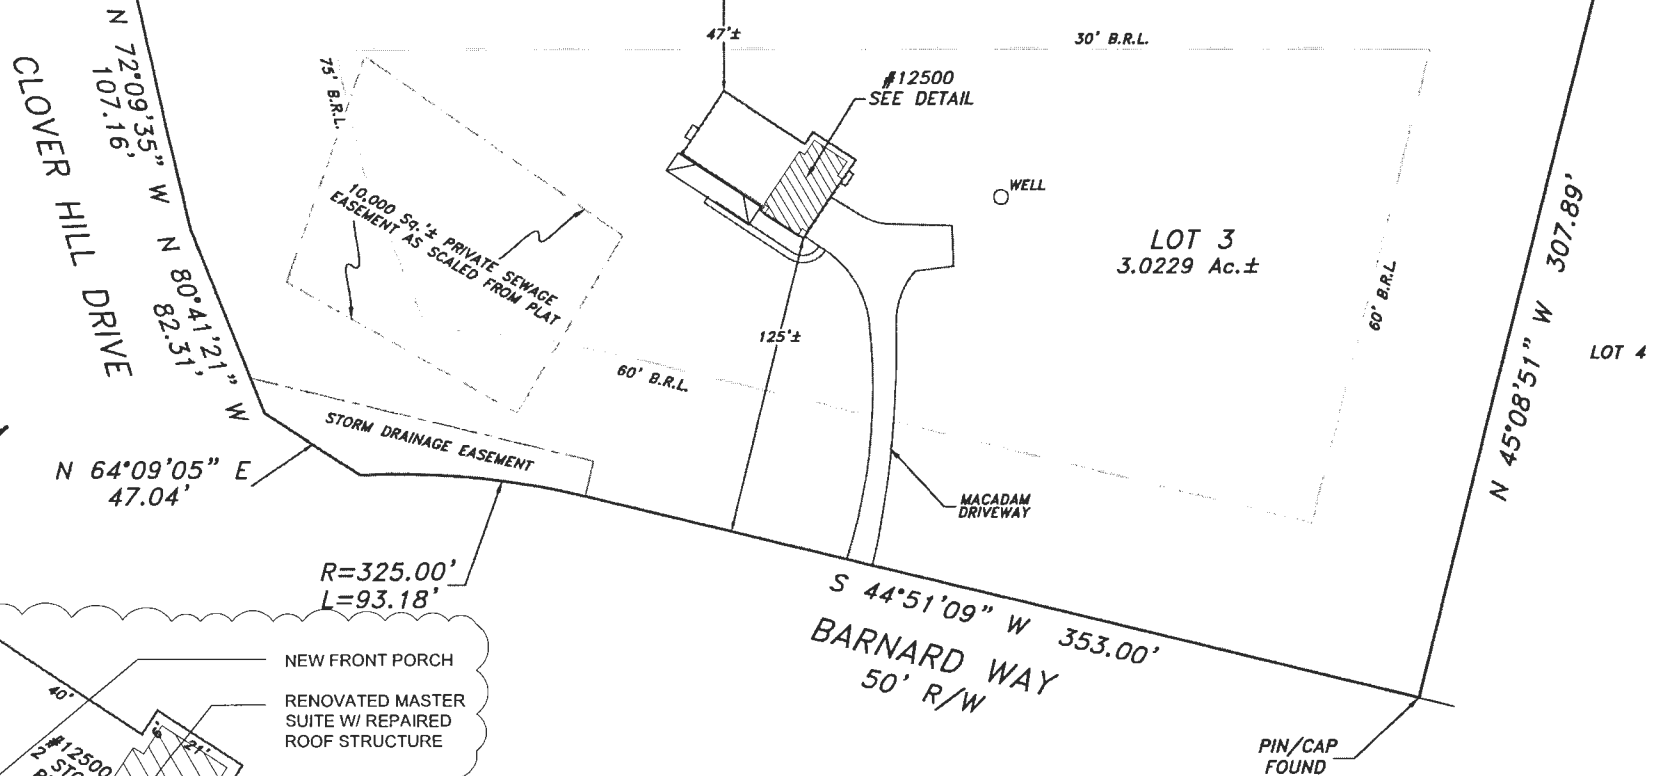 47'±
30' B.R.L.
75' B.R.L.
#12500
SEE DETAIL
N 72°09'35" W
107.16'
CLOVER HILL DRIVE
10,000 Sq.'± PRIVATE SEWAGE
EASEMENT AS SCALED FROM PLAT
WELL
LOT 3
3.0229 Ac.±
N 45°08'51" W 307.89'
60' B.R.L.
LOT 4
N 80°41'21" W
82.31'
125'±
60' B.R.L.
STORM DRAINAGE EASEMENT
N 64°09'05" E
47.04'
MACADAM
DRIVEWAY
R=325.00'
L=93.18'
S 44°51'09" W 353.00'
BARNARD WAY
50' R/W
PIN/CAP
FOUND
NEW FRONT PORCH
RENOVATED MASTER
SUITE W/ REPAIRED
ROOF STRUCTURE
40'
6'
21'
#12500